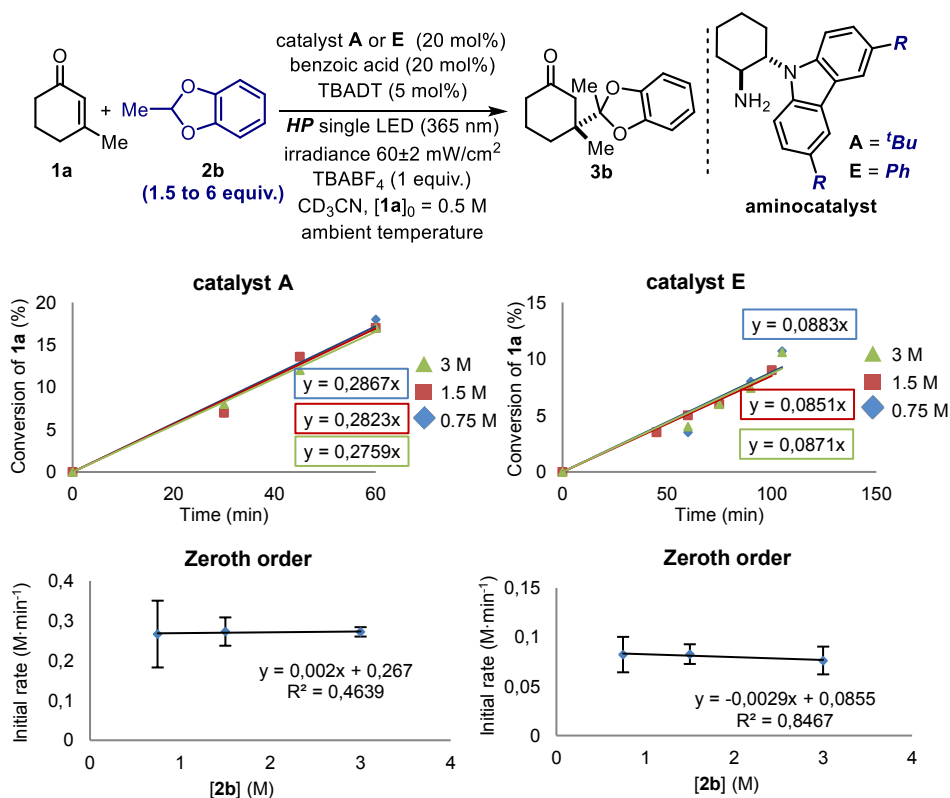 catalyst A or E (20 mol%)
benzoic acid (20 mol%)
TBADT (5 mol%)
HP single LED (365 nm)
irradiance 60±2 mW/cm²
TBABF₄ (1 equiv.)
CD₃CN, [1a]₀ = 0.5 M
ambient temperature
O
Me
1a
+
Me
O
O
2b
(1.5 to 6 equiv.)
O
Me
O
O
Me
3b
R
N
NH₂
R
A = ᵗBu
E = Ph
aminocatalyst
catalyst A
Conversion of 1a (%)
20
15
10
5
0
0
20
40
60
Time (min)
y = 0,2867x
y = 0,2823x
y = 0,2759x
3 M
1.5 M
0.75 M
catalyst E
Conversion of 1a (%)
15
10
5
0
0
50
100
150
Time (min)
y = 0,0883x
y = 0,0851x
y = 0,0871x
3 M
1.5 M
0.75 M
Zeroth order
Initial rate (M·min⁻¹)
0,4
0,3
0,2
0,1
0
0
1
2
3
4
[2b] (M)
y = 0,002x + 0,267
R² = 0,4639
Zeroth order
Initial rate (M·min⁻¹)
0,15
0,1
0,05
0
0
1
2
3
4
[2b] (M)
y = -0,0029x + 0,0855
R² = 0,8467